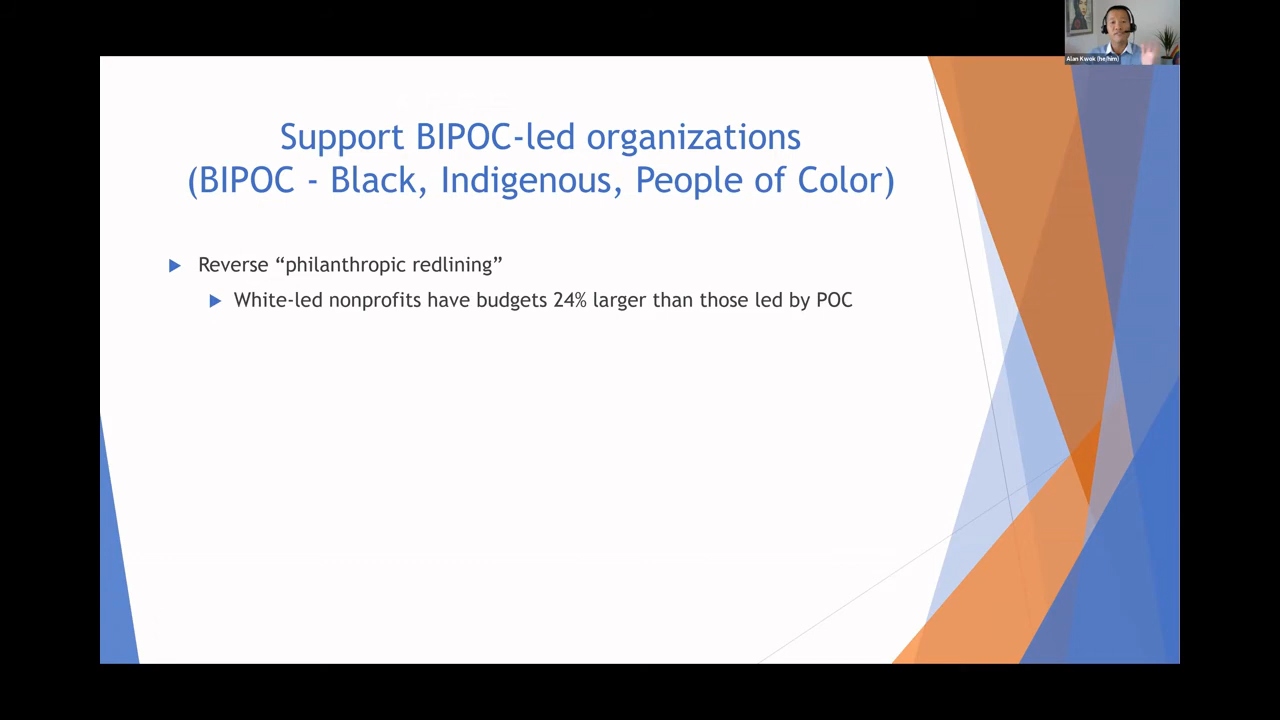 Alan Kwok (he/him)
Support BIPOC-led organizations
(BIPOC - Black, Indigenous, People of Color)
Reverse “philanthropic redlining”
White-led nonprofits have budgets 24% larger than those led by POC